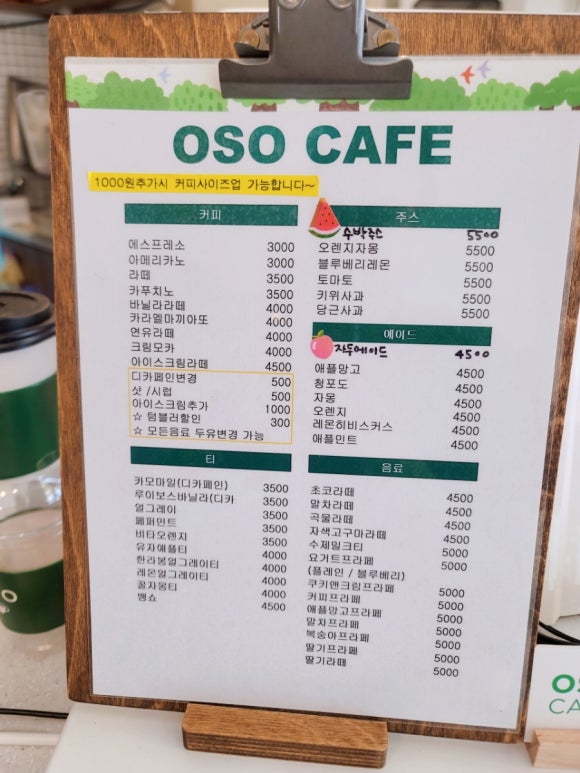 OSO CAFE
1000원추가시 커피사이즈업 가능합니다~
커피
에스프레소 3000
아메리카노 3000
라떼 3500
카푸치노 3500
바닐라라떼 4000
카라멜마끼아또 4000
연유라떼 4000
크림모카 4000
아이스크림라떼 4500
디카페인변경 500
샷 /시럽 500
아이스크림추가 1000
☆ 텀블러할인 300
☆ 모든음료 두유변경 가능
티
카모마일(디카페인) 3500
루이보스바닐라(디카 3500
얼그레이 3500
페퍼민트 3500
바타오렌지 3500
유자애플티 4000
한라봉얼그레이티 4000
레몬얼그레이티 4000
꿀자몽티 4000
뱅쇼 4500
주스
수박주스 5500
오렌지자몽 5500
블루베리레몬 5500
토마토 5500
키위사과 5500
당근사과 5500
에이드
자두에이드 4500
애플망고 4500
청포도 4500
자몽 4500
오렌지 4500
레몬히비스커스 4500
애플민트 4500
음료
초코라떼 4500
말차라떼 4500
곡물라떼 4500
자색고구마라떼 4500
수제밀크티 5000
요거트프라페 5000
(플레인 / 블루베리)
쿠키앤크림프라페 5000
커피프라페 5000
애플망고프라페 5000
말차프라페 5000
복숭아프라페 5000
딸기프라페 5000
딸기라떼 5000
OS
CA